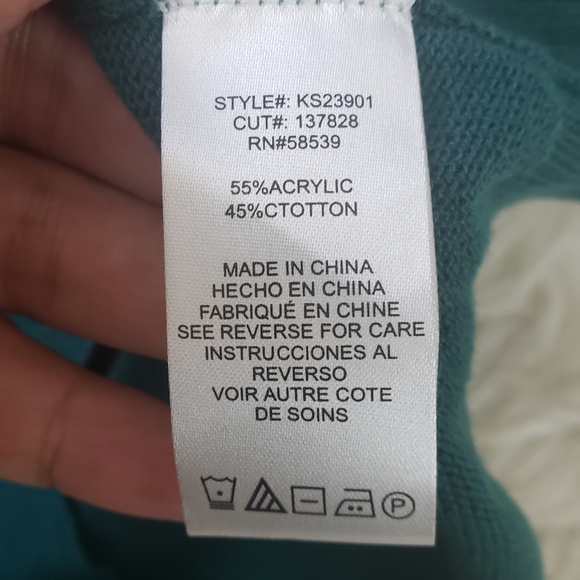 STYLE#: KS23901
CUT#: 137828
RN#58539
55%ACRYLIC
45%CTOTTON
MADE IN CHINA
HECHO EN CHINA
FABRIQUÉ EN CHINE
SEE REVERSE FOR CARE
INSTRUCCIONES AL
REVERSO
VOIR AUTRE COTE
DE SOINS
P